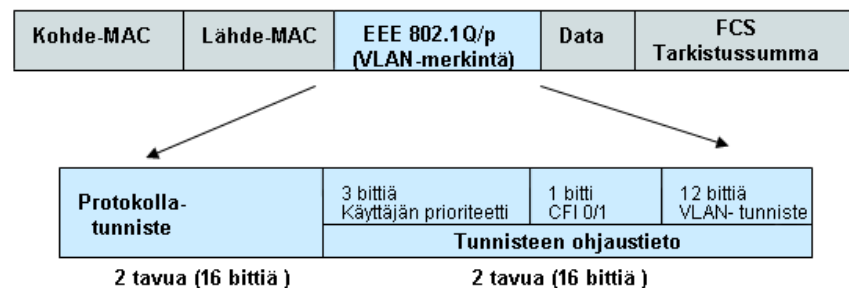 Kohde-MAC
Lähde-MAC
EEE 802.1Q/p
(VLAN-merkintä)
Data
FCS
Tarkistussumma
Protokolla-
tunniste
3 bittiä
Käyttäjän prioriteetti
1 bitti
CFI 0/1
12 bittiä
VLAN- tunniste
Tunnisteen ohjaustieto
2 tavua (16 bittiä )
2 tavua (16 bittiä )